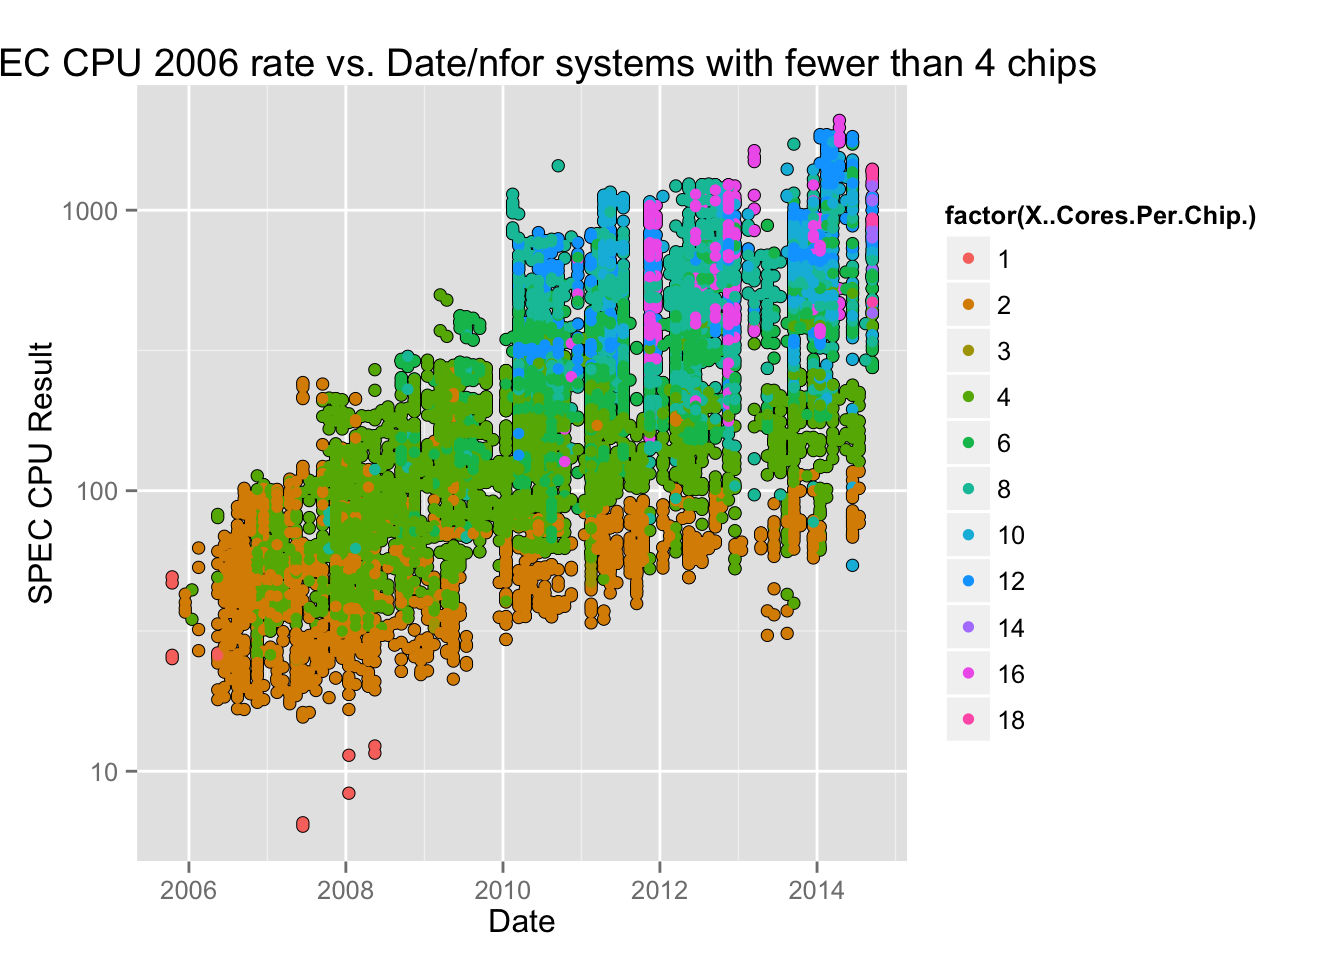 EC CPU 2006 rate vs. Date/nfor systems with fewer than 4 chips
1000
100
10
SPEC CPU Result
2006 2008 2010 2012 2014
Date
factor(X..Cores.Per.Chip.)
1
2
3
4
6
8
10
12
14
16
18